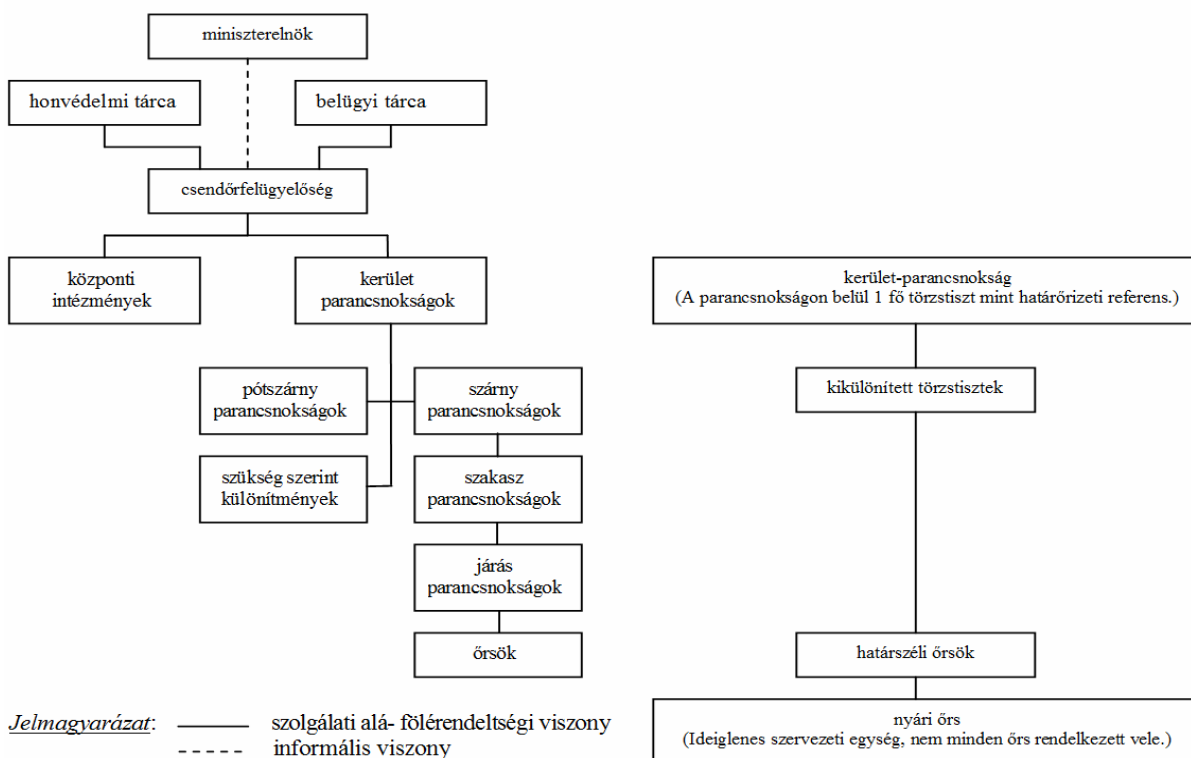 miniszterelnök
honvédelmi tárca
belügyi tárca
csendőrfelügyelőség
központi
intézmények
kerület
parancsnokságok
pótszárny
parancsnokságok
szárny
parancsnokságok
szükség szerint
különítmények
szakasz
parancsnokságok
járás
parancsnokságok
őrsök
Jelmagyarázat:
szolgálati alá- fölérendeltségi viszony
informális viszony
kerület-parancsnokság
(A parancsnokságon belül 1 fő törzstiszt mint határőrizeti referens.)
kikülönített törzstisztek
határszéli őrsök
nyári őrs
(Ideiglenes szervezeti egység, nem minden őrs rendelkezett vele.)